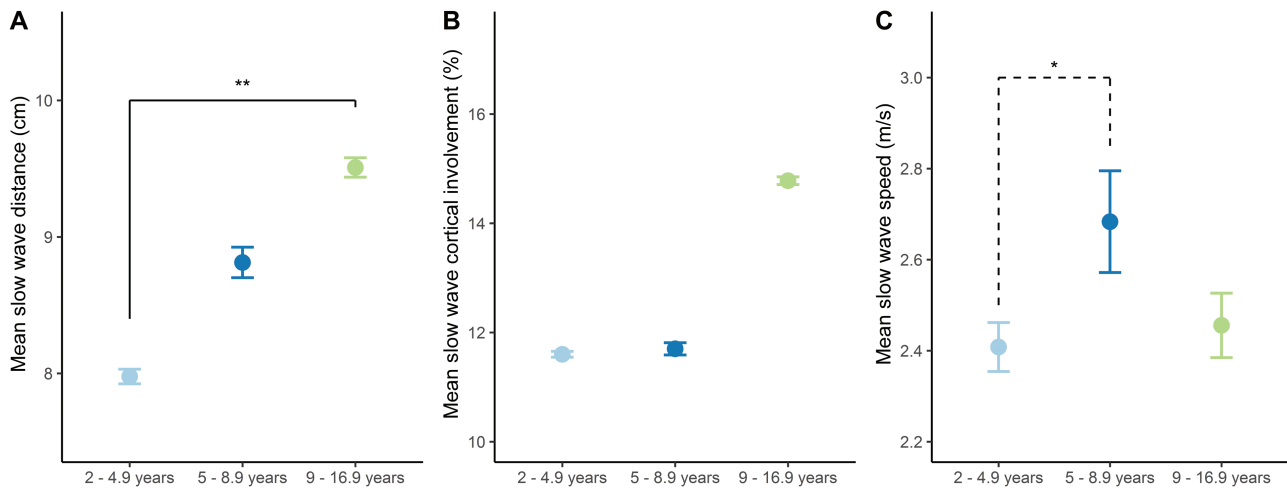 A
Mean slow wave distance (cm)
10
9
8
**
2 - 4.9 years
5 - 8.9 years
9 - 16.9 years
B
Mean slow wave cortical involvement (%)
16
14
12
10
2 - 4.9 years
5 - 8.9 years
9 - 16.9 years
C
Mean slow wave speed (m/s)
3.0
2.8
2.6
2.4
2.2
*
2 - 4.9 years
5 - 8.9 years
9 - 16.9 years